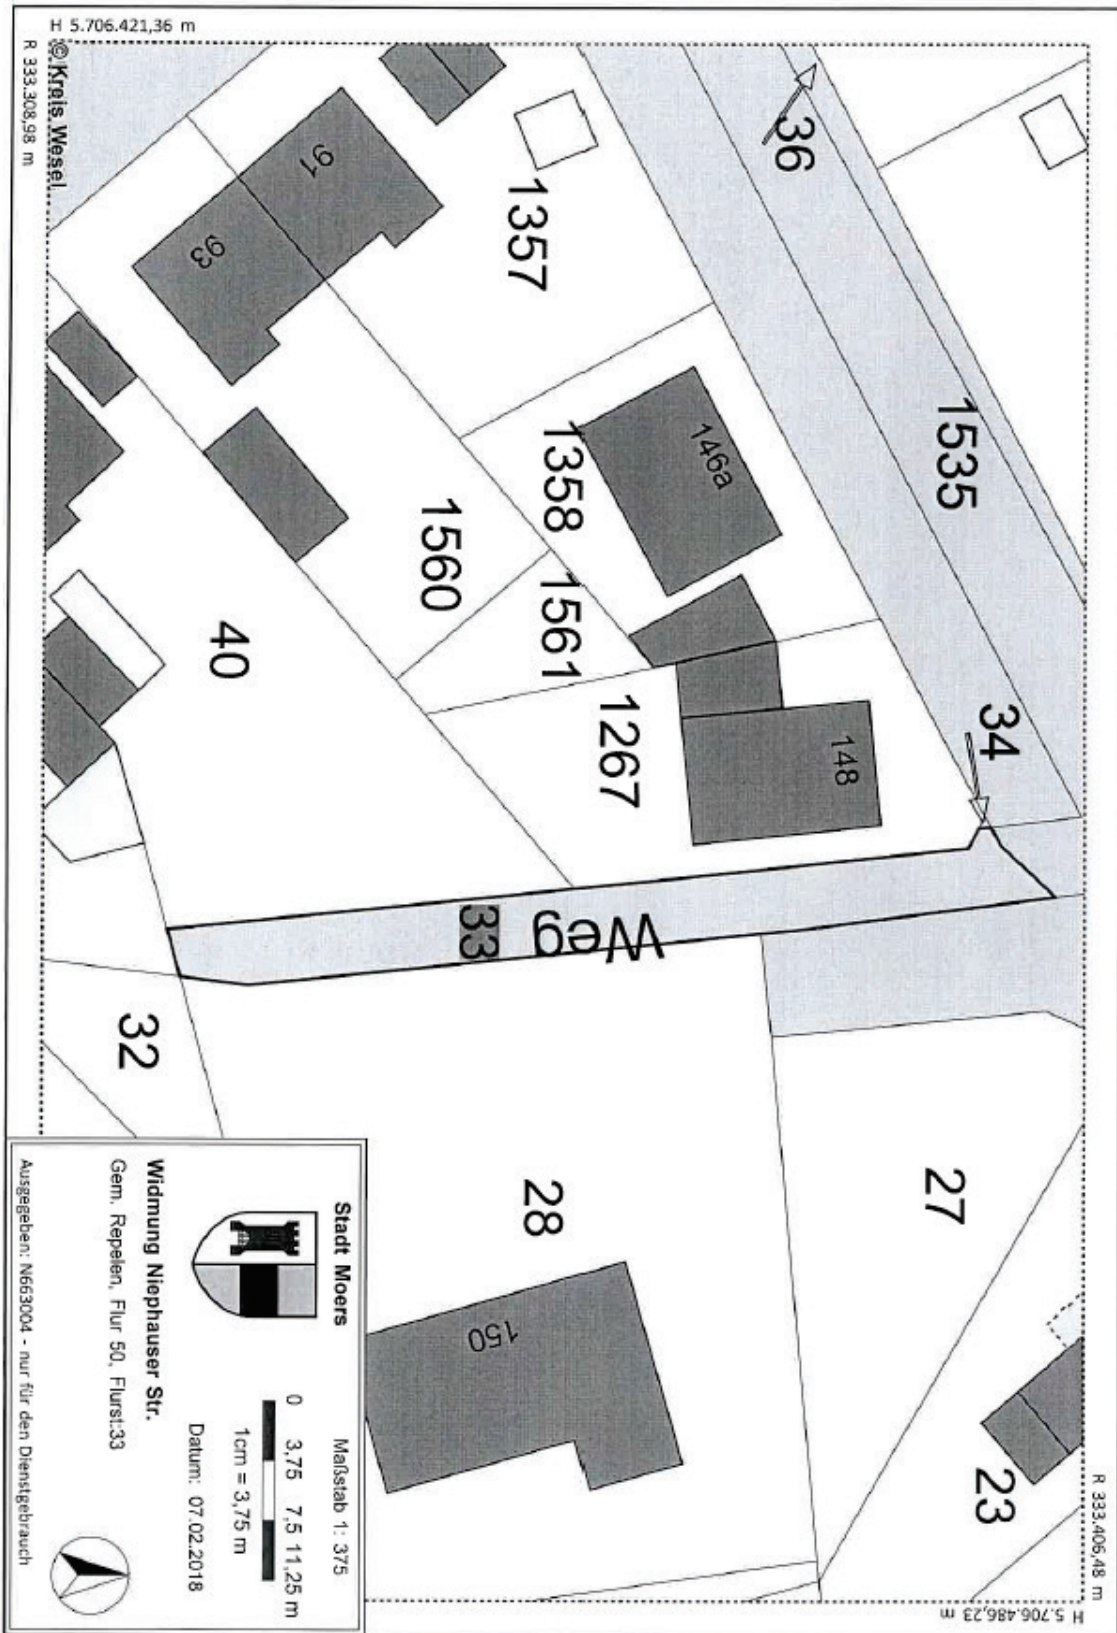 H 5.706.421,36 m
R 333.308,98 m
© Kreis Wesel
36
1535
34
91
93
1357
146a
1358
1560
1561
148
1267
40
Weg
33
32
28
27
150
23
R 333.406,48 m
H 5.706.486,23 m
Stadt Moers
Maßstab 1: 375
0 3,75 7,5 11,25 m
1cm = 3,75 m
Datum: 07.02.2018
Widmung Niephauser Str.
Gem. Repelen, Flur 50, Flurst:33
Ausgegeben: N663004 - nur für den Dienstgebrauch